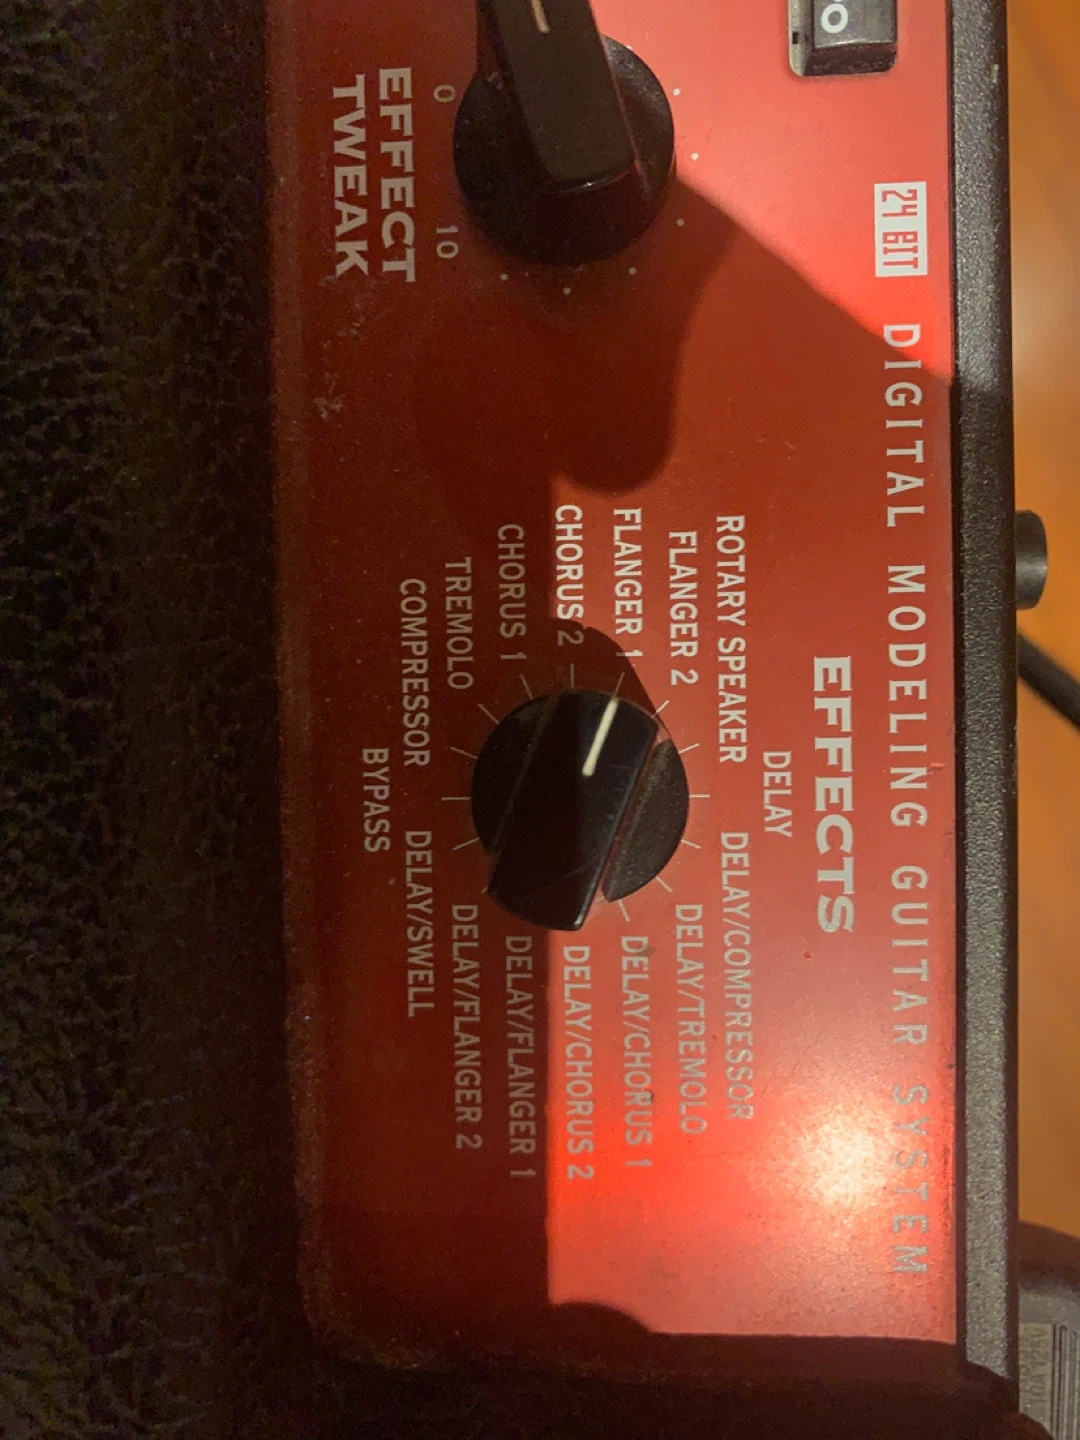 24 BIT DIGITAL MODELING GUITAR SYSTEM
EFFECTS
DELAY
ROTARY SPEAKER
DELAY/COMPRESSOR
FLANGER 2
DELAY/TREMOLO
FLANGER 1
DELAY/CHORUS 1
CHORUS 2
DELAY/CHORUS 2
CHORUS 1
DELAY/FLANGER 1
TREMOLO
DELAY/FLANGER 2
COMPRESSOR
DELAY/SWELL
BYPASS
0
10
EFFECT
TWEAK